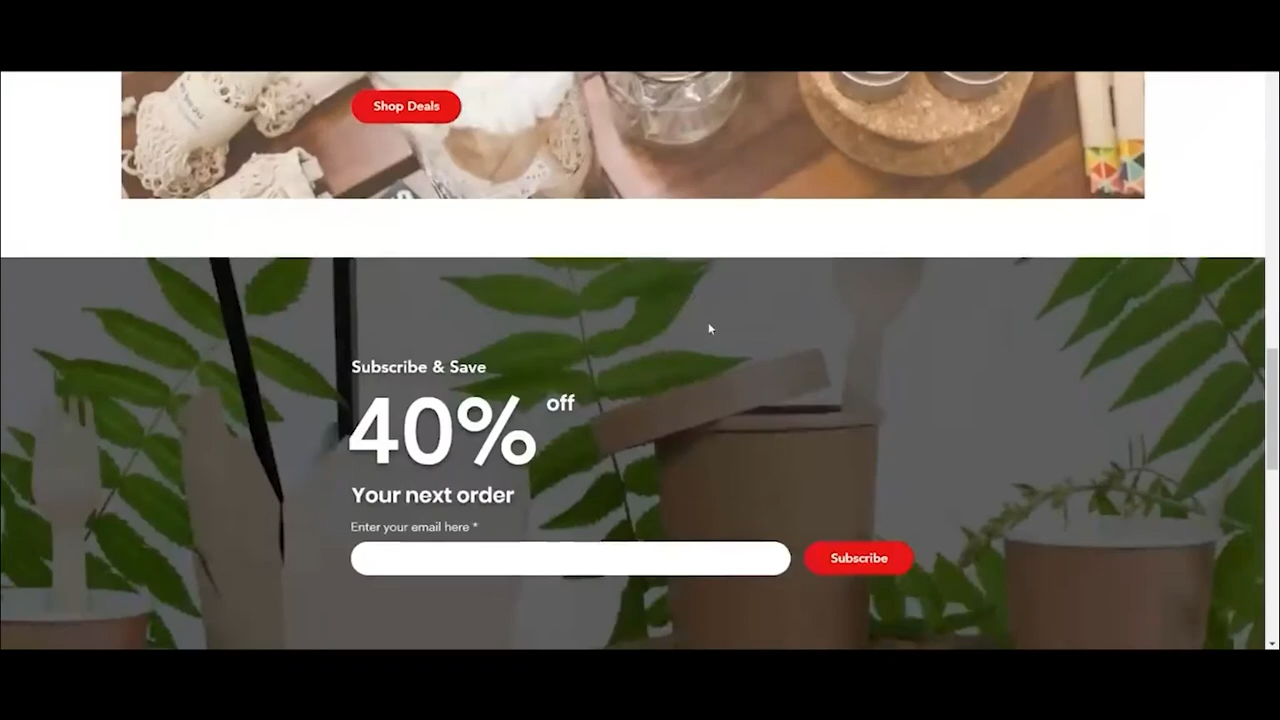 Shop Deals
Subscribe & Save
40% off
Your next order
Enter your email here *
Subscribe